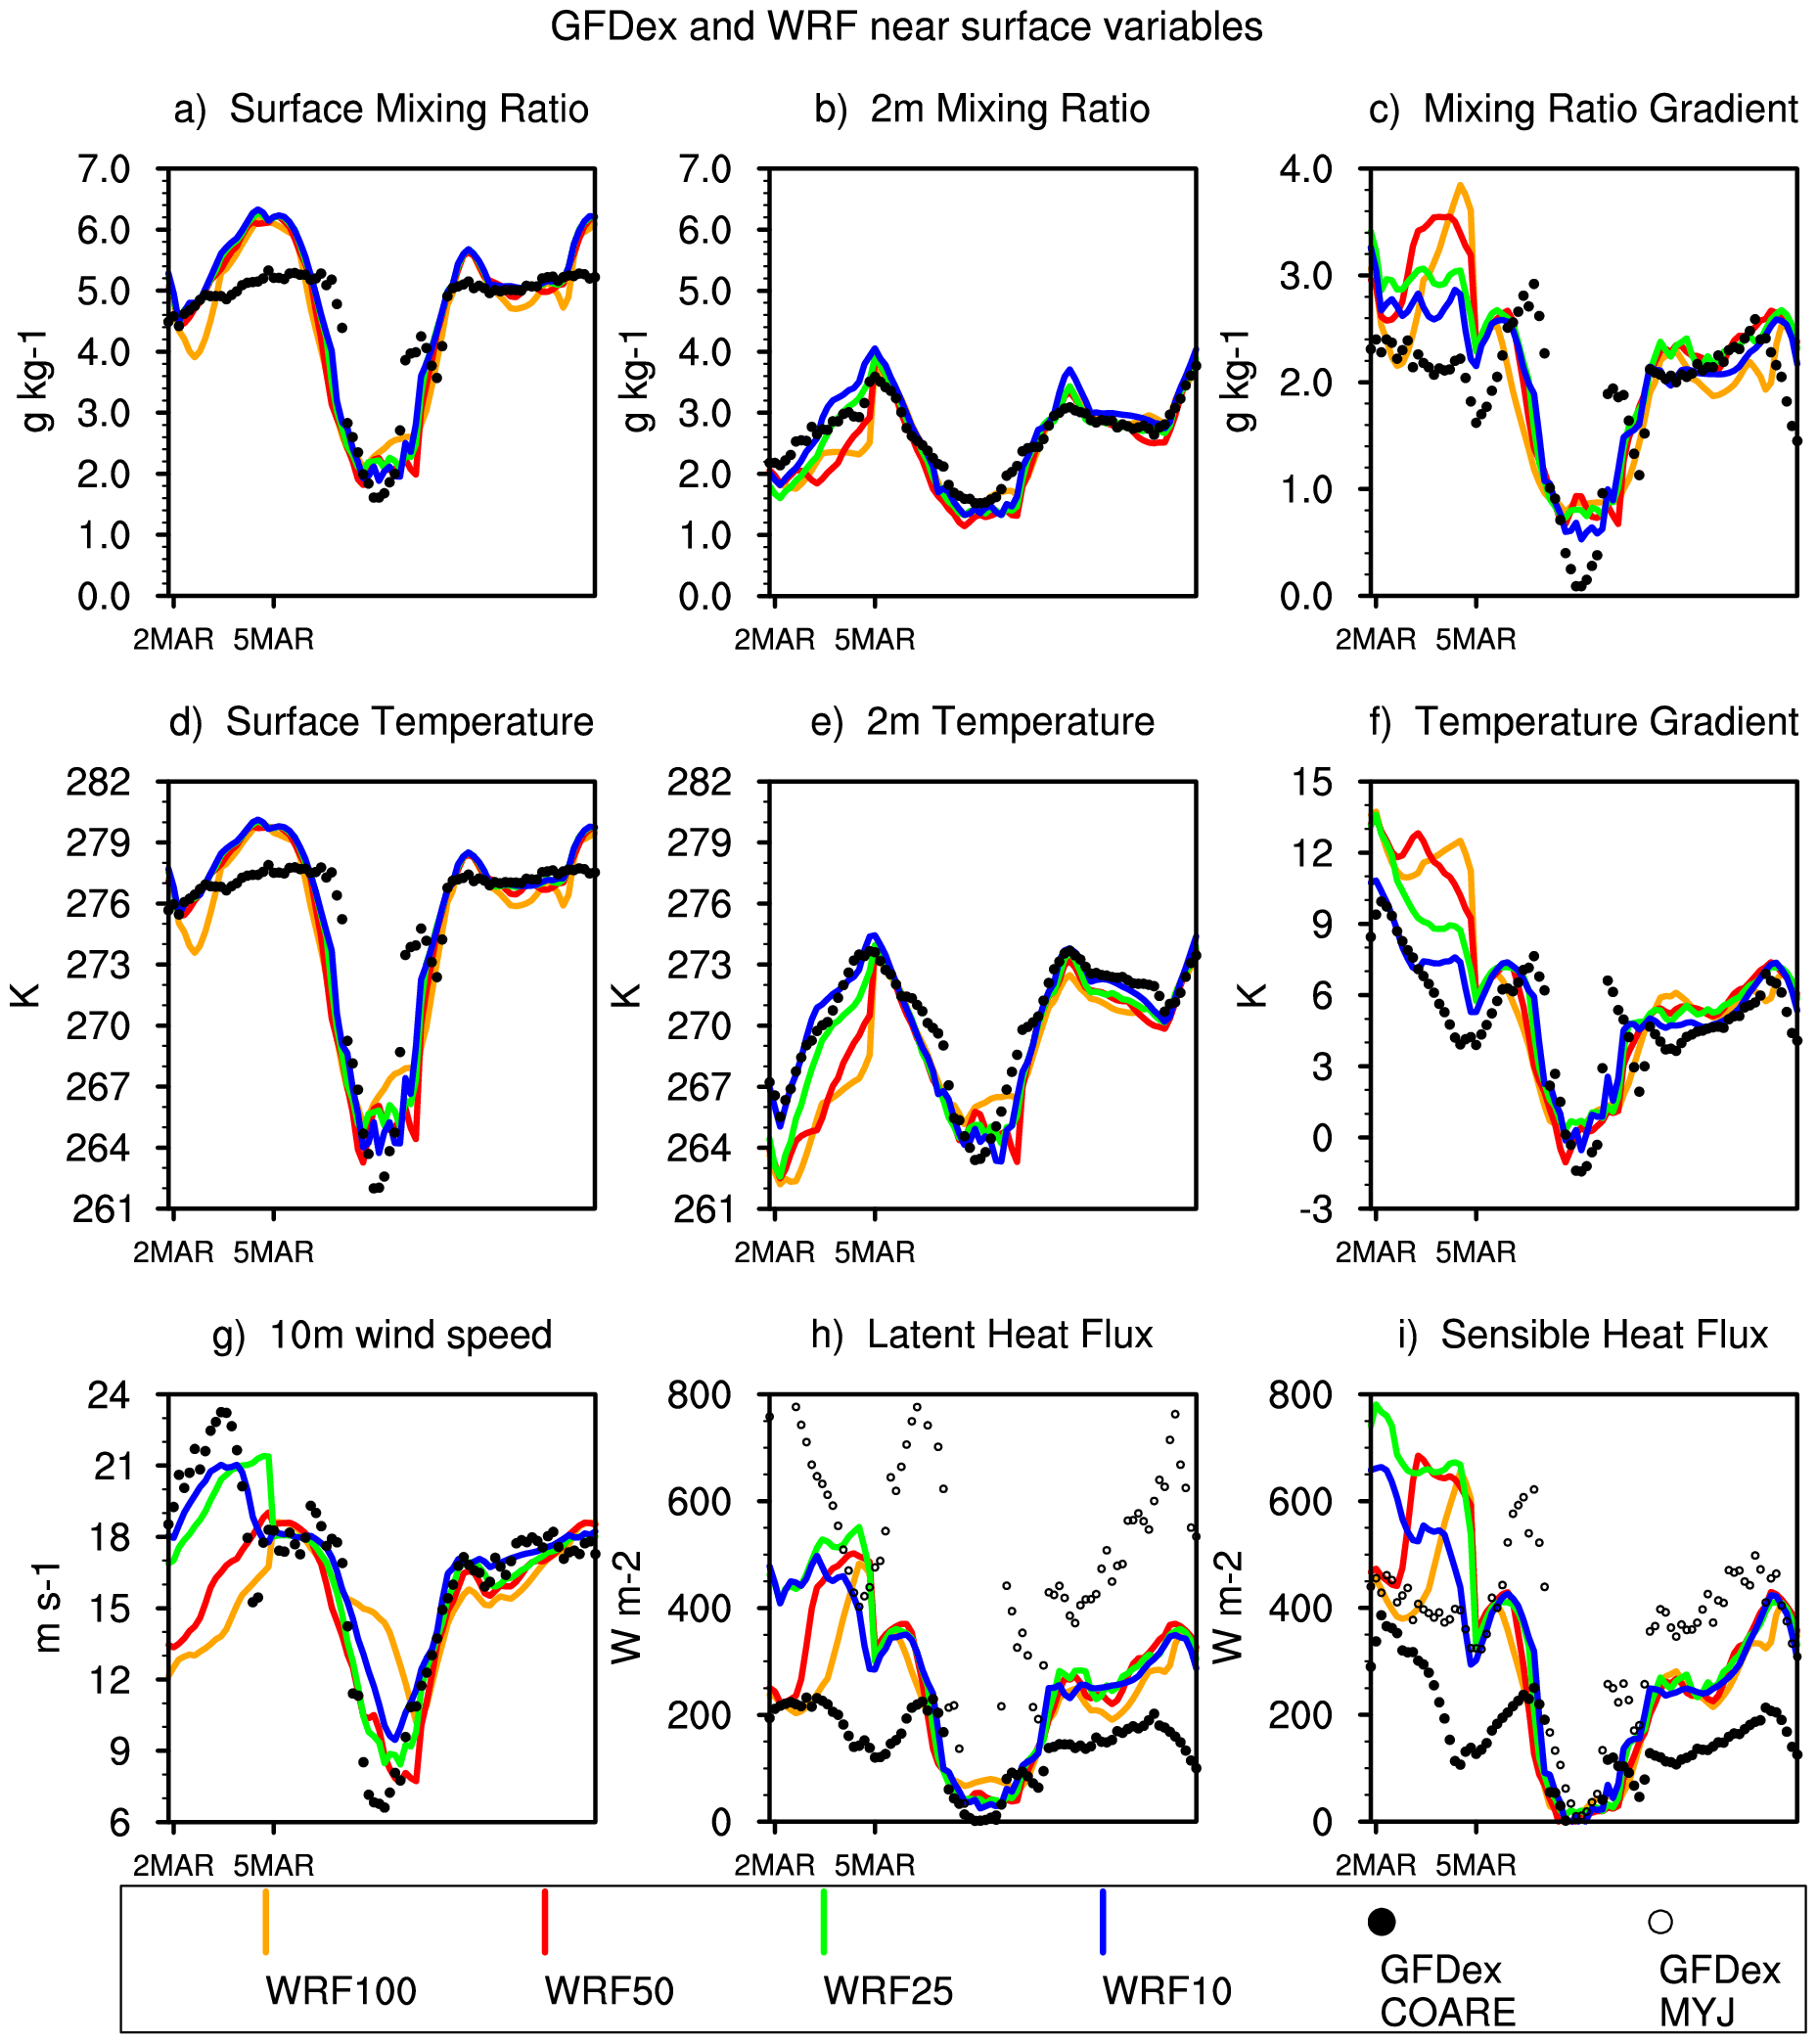 GFDex and WRF near surface variables
a) Surface Mixing Ratio
7.0
6.0
5.0
4.0
3.0
2.0
1.0
0.0
g kg-1
2MAR 5MAR
b) 2m Mixing Ratio
7.0
6.0
5.0
4.0
3.0
2.0
1.0
0.0
g kg-1
2MAR 5MAR
c) Mixing Ratio Gradient
4.0
3.0
2.0
1.0
0.0
g kg-1
2MAR 5MAR
d) Surface Temperature
282
279
276
273
270
267
264
261
K
2MAR 5MAR
e) 2m Temperature
282
279
276
273
270
267
264
261
K
2MAR 5MAR
f) Temperature Gradient
15
12
9
6
3
0
-3
K
2MAR 5MAR
g) 10m wind speed
24
21
18
15
12
9
6
m s-1
2MAR 5MAR
h) Latent Heat Flux
800
600
400
200
0
W m-2
2MAR 5MAR
i) Sensible Heat Flux
800
600
400
200
0
W m-2
2MAR 5MAR
WRF100
WRF50
WRF25
WRF10
GFDex
COARE
GFDex
MYJ